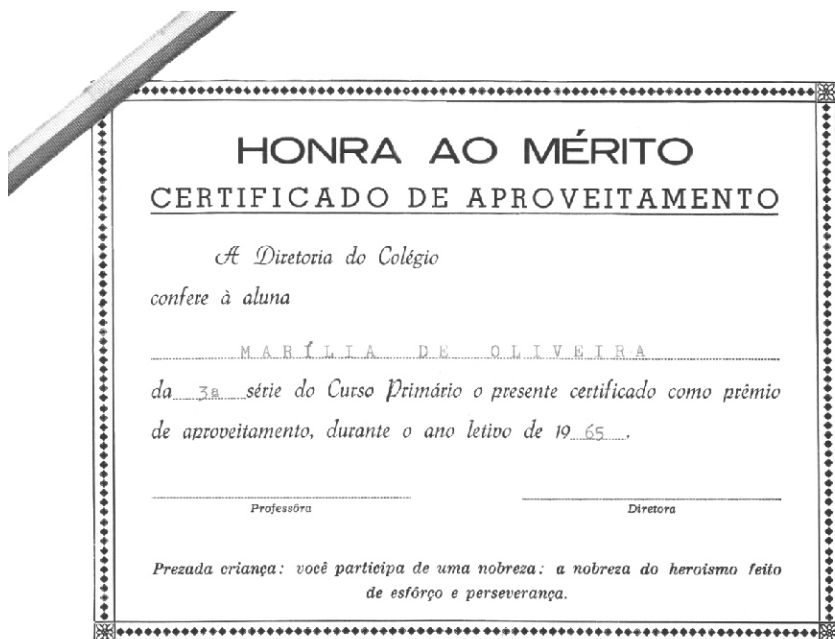 HONRA AO MÉRITO
CERTIFICADO DE APROVEITAMENTO
A Diretoria do Colégio
confere à aluna
MARÍLIA DE OLIVEIRA
da 3a série do Curso Primário o presente certificado como prêmio
de aproveitamento, durante o ano letivo de 19 65 .
Professôra Diretora
Prezada criança: você participa de uma nobreza: a nobreza do heroismo feito
de esfôrço e perseverança.